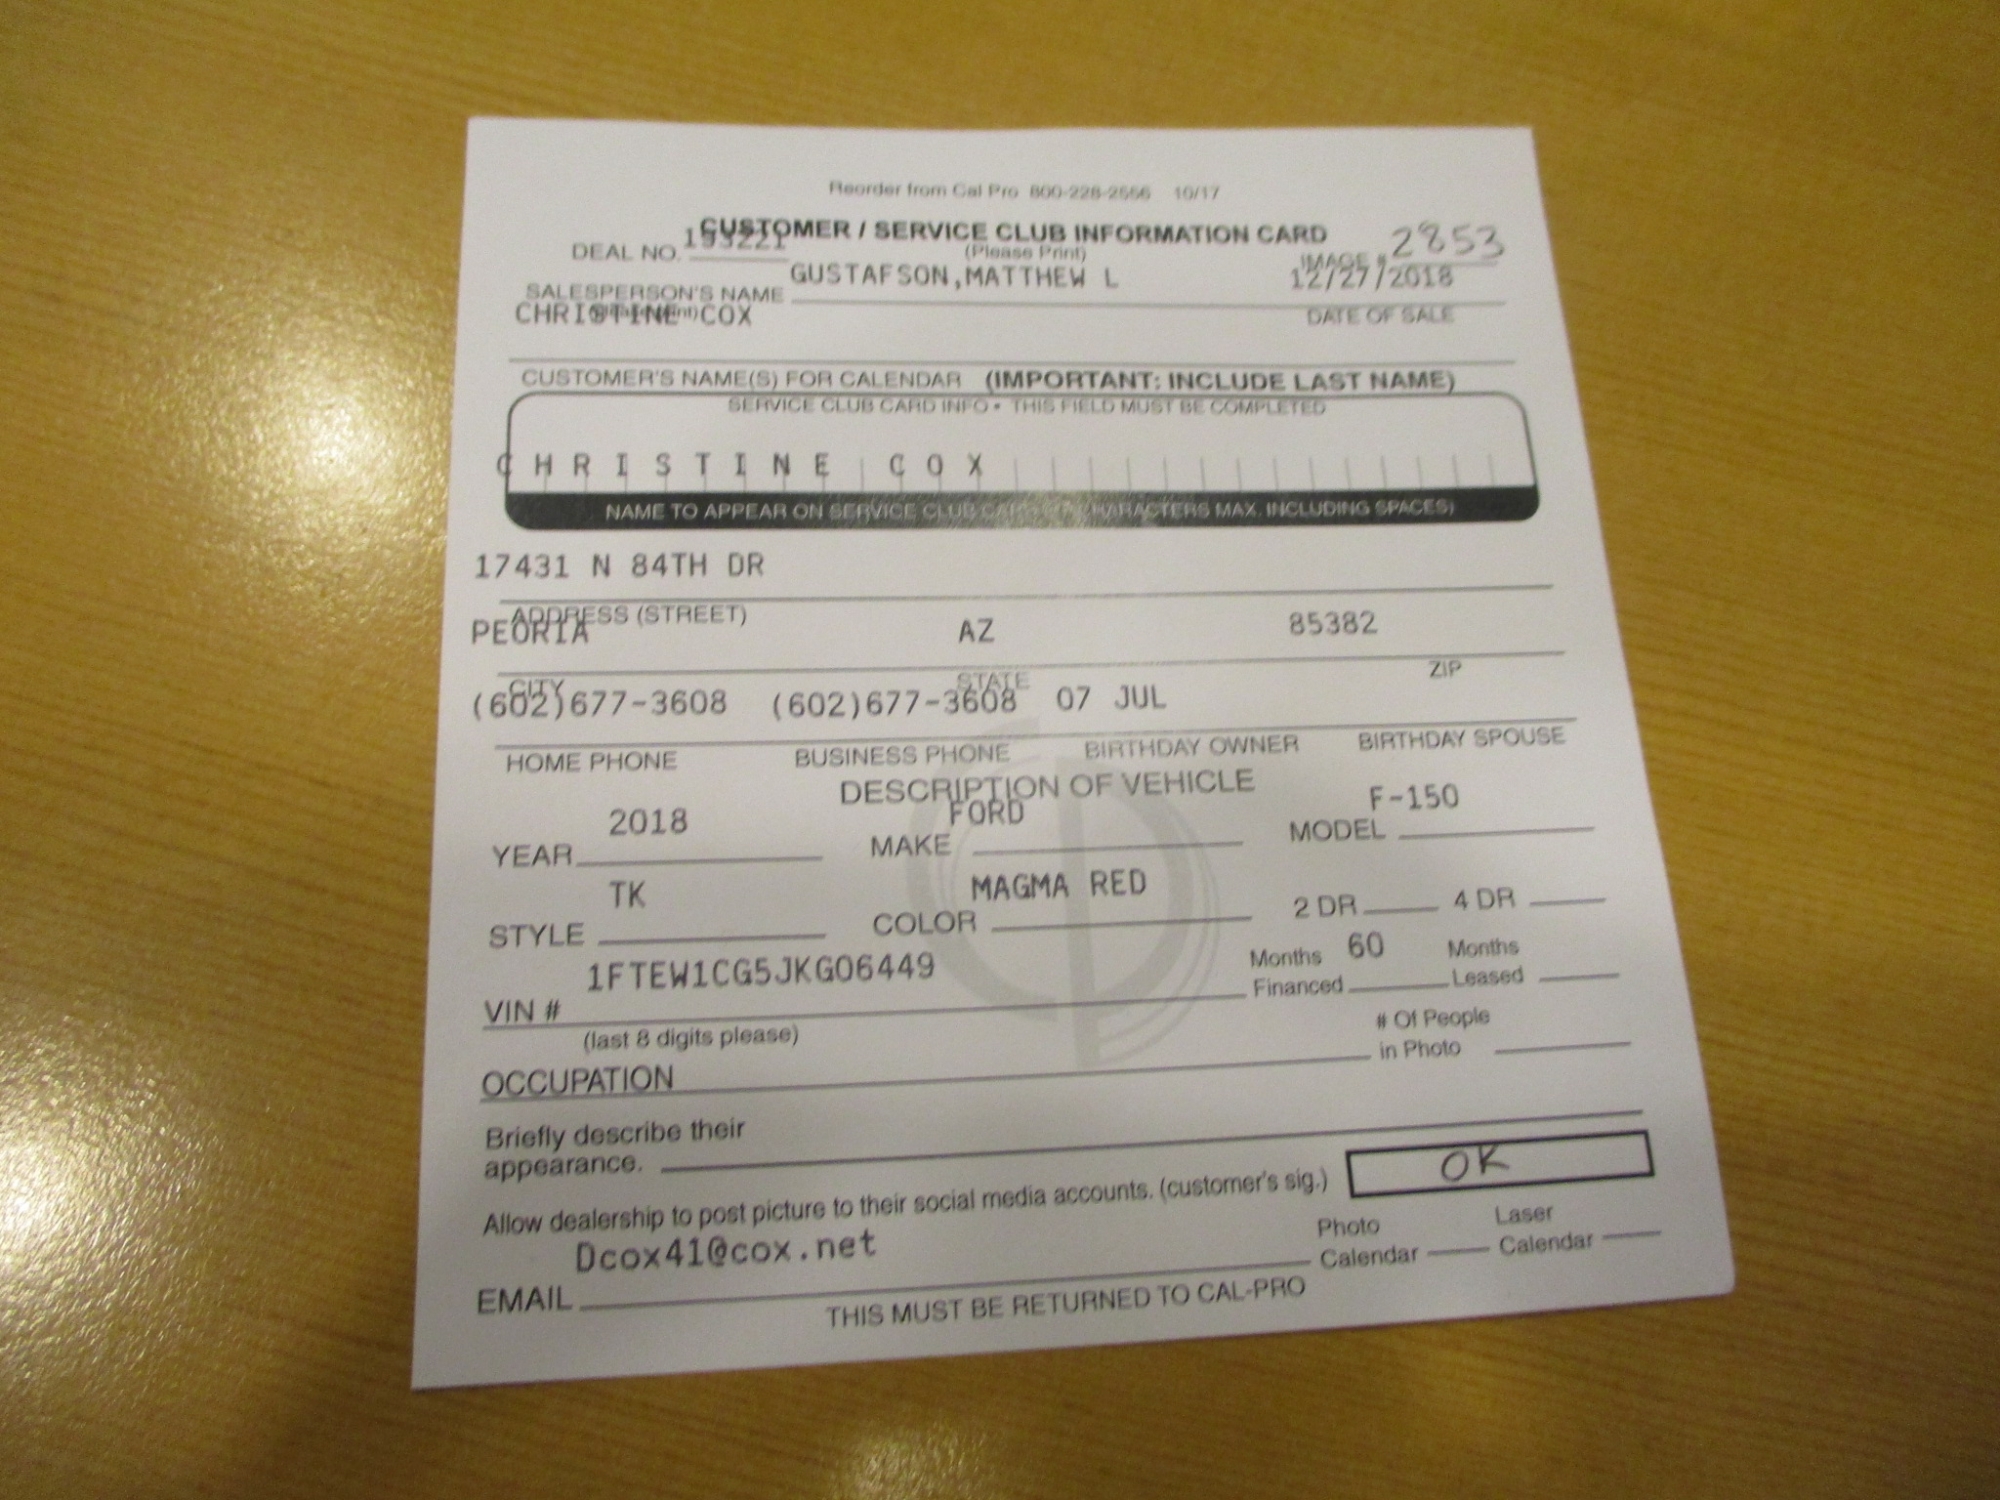 Reorder from Cal Pro 800-228-2666 10/17
CUSTOMER / SERVICE CLUB INFORMATION CARD
DEAL NO. 193221 (Please Print) IMAGE # 2853
GUSTAFSON,MATTHEW L 12/27/2018
SALESPERSON'S NAME DATE OF SALE
CHRISTINE COX
CUSTOMER'S NAME(S) FOR CALENDAR (IMPORTANT: INCLUDE LAST NAME)
SERVICE CLUB CARD INFO • THIS FIELD MUST BE COMPLETED
CHRISTINE COX
NAME TO APPEAR ON SERVICE CLUB CARD CHARACTERS MAX. INCLUDING SPACES)
17431 N 84TH DR
ADDRESS (STREET)
PEORIA AZ 85382
CITY STATE ZIP
(602)677-3608 (602)677-3608 07 JUL
HOME PHONE BUSINESS PHONE BIRTHDAY OWNER BIRTHDAY SPOUSE
DESCRIPTION OF VEHICLE
2018 FORD F-150
YEAR MAKE MODEL
TK MAGMA RED
STYLE COLOR 2 DR 4 DR
1FTEW1CG5JKG06449 Months 60 Months
VIN # Financed Leased
(last 8 digits please) # Of People
OCCUPATION in Photo
Briefly describe their
appearance.
Allow dealership to post picture to their social media accounts. (customer's sig.) OK
Dcox41@cox.net Photo Laser
EMAIL Calendar Calendar
THIS MUST BE RETURNED TO CAL-PRO